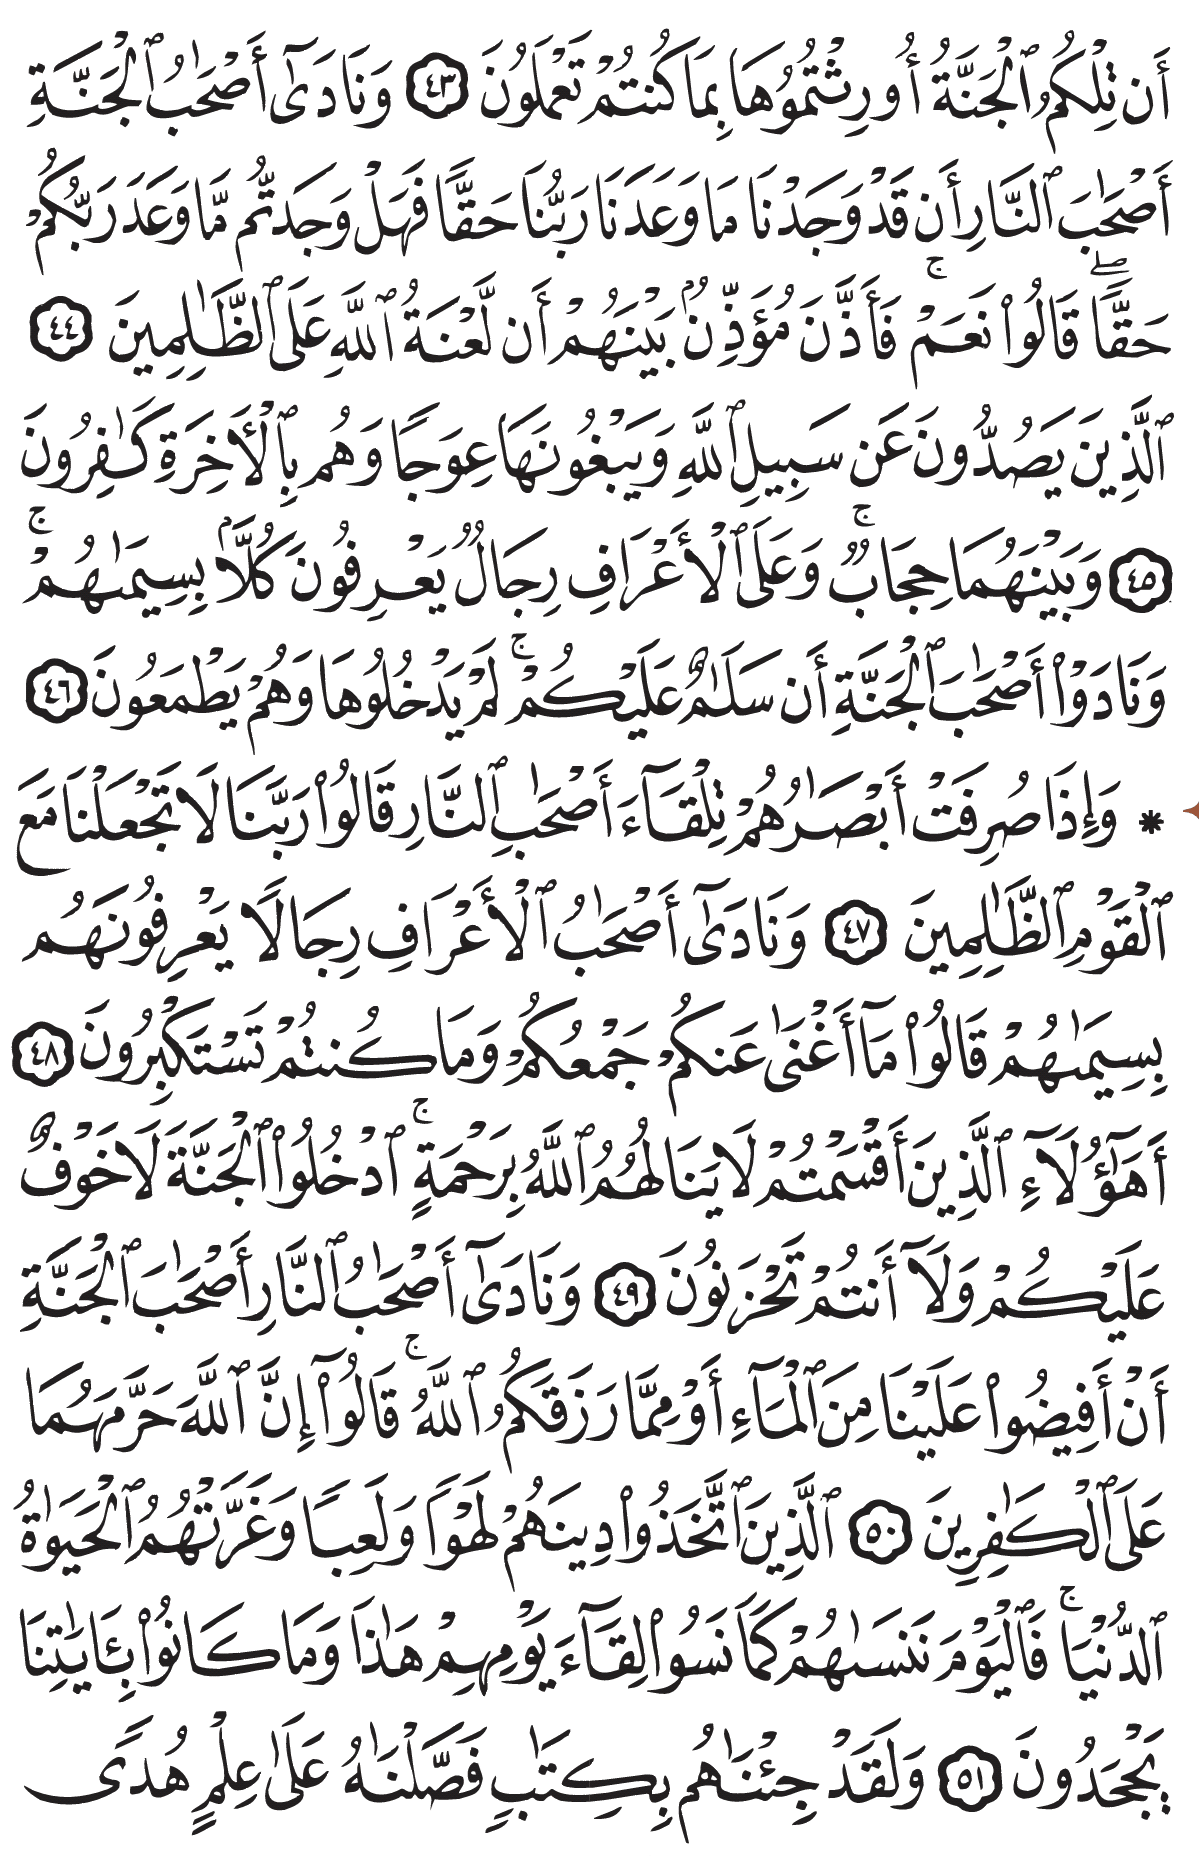 أَن تِلْكُمُ ٱلْجَنَّةُ أُورِثْتُمُوهَا بِمَا كُنتُمْ تَعْمَلُونَ ٤٣ وَنَادَىٰٓ أَصْحَٰبُ ٱلْجَنَّةِ
أَصْحَٰبَ ٱلنَّارِ أَن قَدْ وَجَدْنَا مَا وَعَدَنَا رَبُّنَا حَقًّا فَهَلْ وَجَدتُّم مَّا وَعَدَ رَبُّكُمْ
حَقًّاۖ قَالُوا۟ نَعَمْۚ فَأَذَّنَ مُؤَذِّنٌۢ بَيْنَهُمْ أَن لَّعْنَةُ ٱللَّهِ عَلَى ٱلظَّٰلِمِينَ ٤٤
ٱلَّذِينَ يَصُدُّونَ عَن سَبِيلِ ٱللَّهِ وَيَبْغُونَهَا عِوَجًا وَهُم بِٱلْأَخِرَةِ كَٰفِرُونَ
٤٥ وَبَيْنَهُمَا حِجَابٌۚ وَعَلَى ٱلْأَعْرَافِ رِجَالٌ يَعْرِفُونَ كُلًّۢا بِسِيمَىٰهُمْۚ
وَنَادَوْا۟ أَصْحَٰبَ ٱلْجَنَّةِ أَن سَلَٰمٌ عَلَيْكُمْۚ لَمْ يَدْخُلُوهَا وَهُمْ يَطْمَعُونَ ٤٦
* وَإِذَا صُرِفَتْ أَبْصَٰرُهُمْ تِلْقَآءَ أَصْحَٰبِ ٱلنَّارِ قَالُوا۟ رَبَّنَا لَا تَجْعَلْنَا مَعَ
ٱلْقَوْمِ ٱلظَّٰلِمِينَ ٤٧ وَنَادَىٰٓ أَصْحَٰبُ ٱلْأَعْرَافِ رِجَالًا يَعْرِفُونَهُم
بِسِيمَىٰهُمْ قَالُوا۟ مَآ أَغْنَىٰ عَنكُمْ جَمْعُكُمْ وَمَا كُنتُمْ تَسْتَكْبِرُونَ ٤٨
أَهَٰٓؤُلَآءِ ٱلَّذِينَ أَقْسَمْتُمْ لَا يَنَالُهُمُ ٱللَّهُ بِرَحْمَةٍۚ ٱدْخُلُوا۟ ٱلْجَنَّةَ لَا خَوْفٌ
عَلَيْكُمْ وَلَآ أَنتُمْ تَحْزَنُونَ ٤٩ وَنَادَىٰٓ أَصْحَٰبُ ٱلنَّارِ أَصْحَٰبَ ٱلْجَنَّةِ
أَنْ أَفِيضُوا۟ عَلَيْنَا مِنَ ٱلْمَآءِ أَوْ مِمَّا رَزَقَكُمُ ٱللَّهُۚ قَالُوٓا۟ إِنَّ ٱللَّهَ حَرَّمَهُمَا
عَلَى ٱلْكَٰفِرِينَ ٥٠ ٱلَّذِينَ ٱتَّخَذُوا۟ دِينَهُمْ لَهْوًا وَلَعِبًا وَغَرَّتْهُمُ ٱلْحَيَوٰةُ
ٱلدُّنْيَاۚ فَٱلْيَوْمَ نَنسَىٰهُمْ كَمَا نَسُوا۟ لِقَآءَ يَوْمِهِمْ هَٰذَا وَمَا كَانُوا۟ بِـَٔايَٰتِنَا
يَجْحَدُونَ ٥١ وَلَقَدْ جِئْنَٰهُم بِكِتَٰبٍ فَصَّلْنَٰهُ عَلَىٰ عِلْمٍ هُدًى